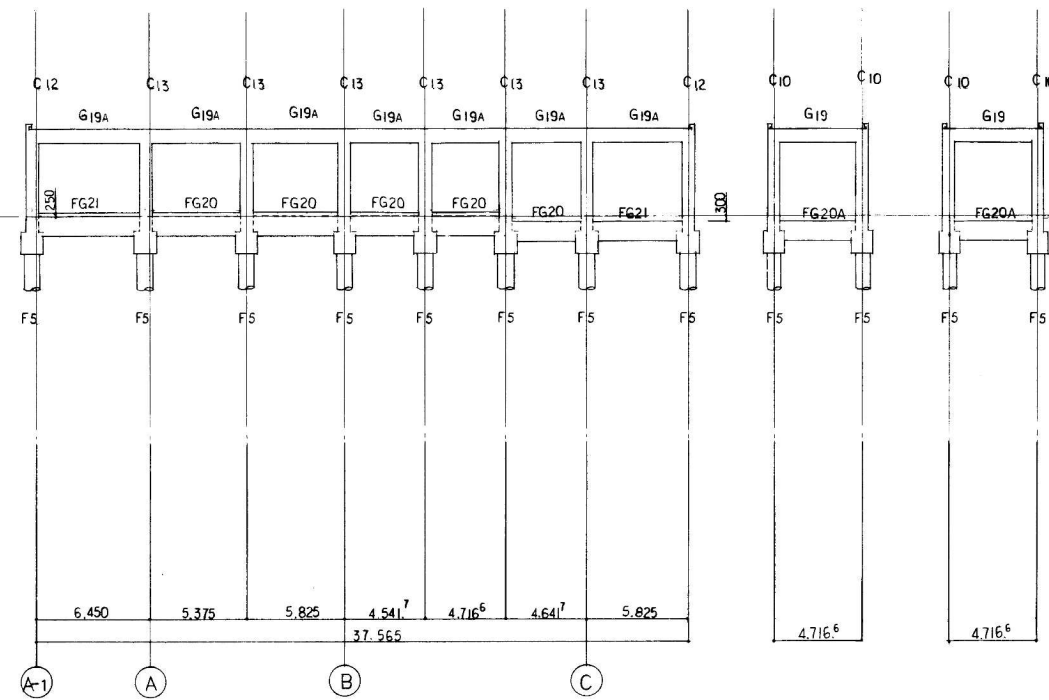 C12 C13 C13 C13 C13 C13 C13 C12 C10 C10 C10
G19A G19A G19A G19A G19A G19A G19A G19 G19
250 FG21 FG20 FG20 FG20 FG20 FG20 FG21 300 FG20A FG20A
F5 F5 F5 F5 F5 F5 F5 F5 F5 F5 F5 F5
6,450 5,375 5,825 4.541.7 4.716.6 4.641.7 5.825
37.565 4.716.6 4.716.6
A-1 A B C